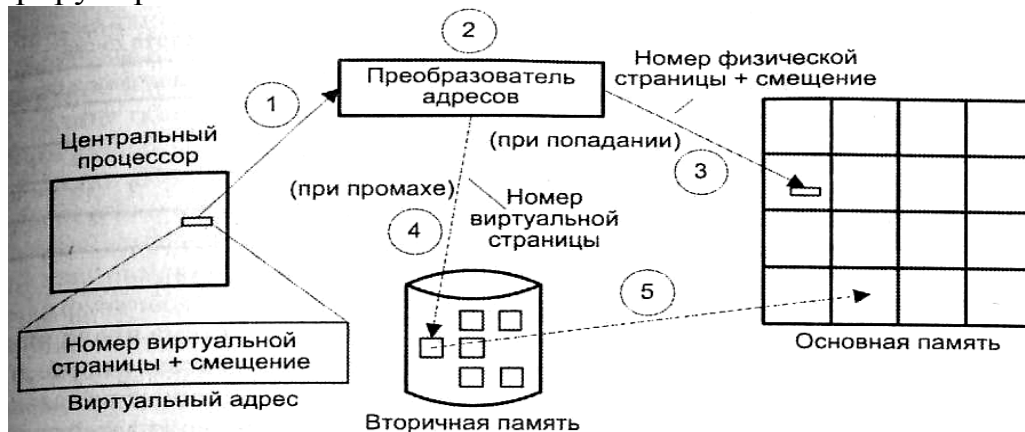 2
Преобразователь
адресов
Номер физической
страницы + смещение
1
Центральный
процессор
(при попадании)
3
(при промахе)
Номер
виртуальной
страницы
4
5
Номер виртуальной
страницы + смещение
Виртуальный адрес
Основная память
Вторичная память